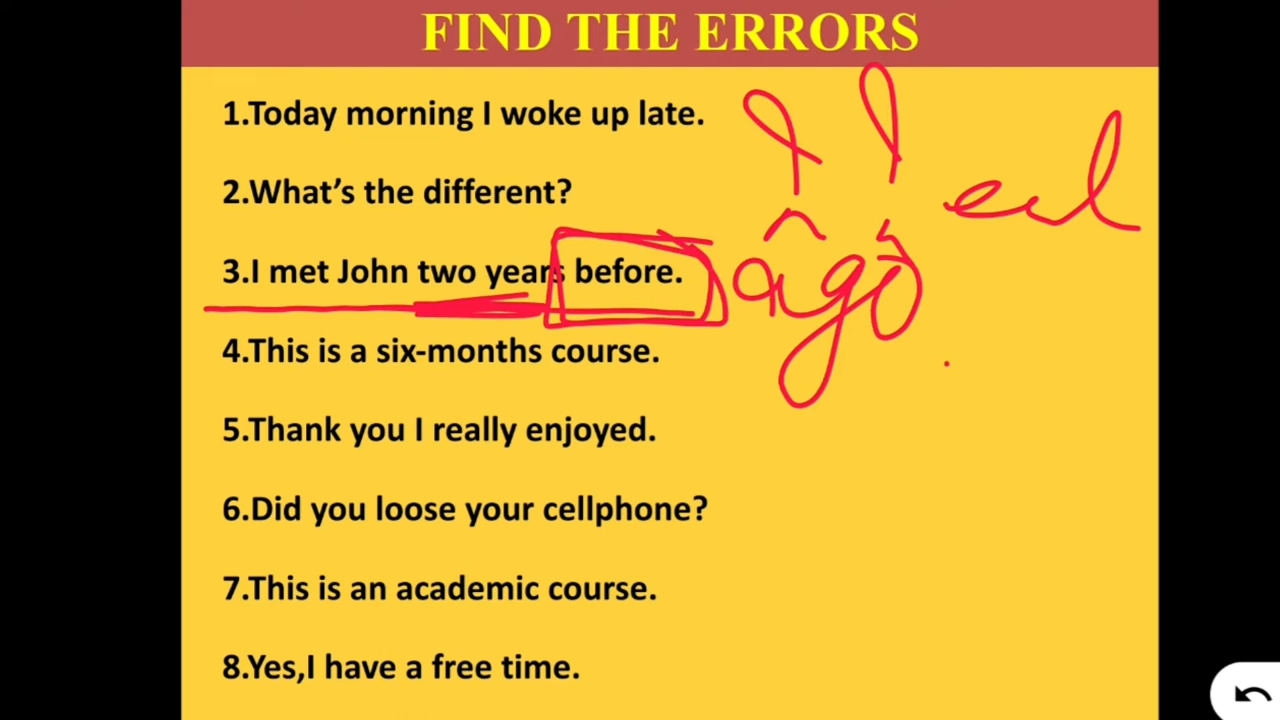 FIND THE ERRORS
1.Today morning I woke up late.
2.What's the different?
3.I met John two years before. ago
4.This is a six-months course.
5.Thank you I really enjoyed.
6.Did you loose your cellphone?
7.This is an academic course.
8.Yes,I have a free time.